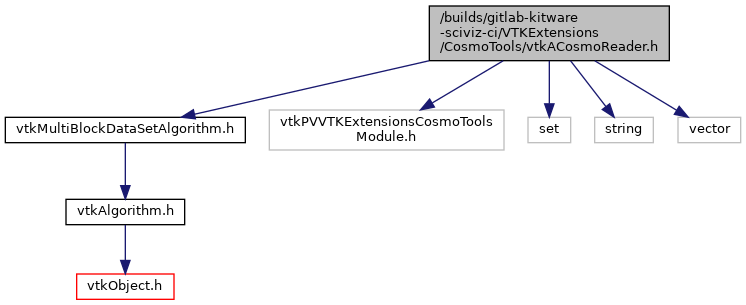 /builds/gitlab-kitware
-sciviz-ci/VTKExtensions
/CosmoTools/vtkACosmoReader.h
vtkMultiBlockDataSetAlgorithm.h
vtkPVVTKExtensionsCosmoTools
Module.h
set
string
vector
vtkAlgorithm.h
vtkObject.h